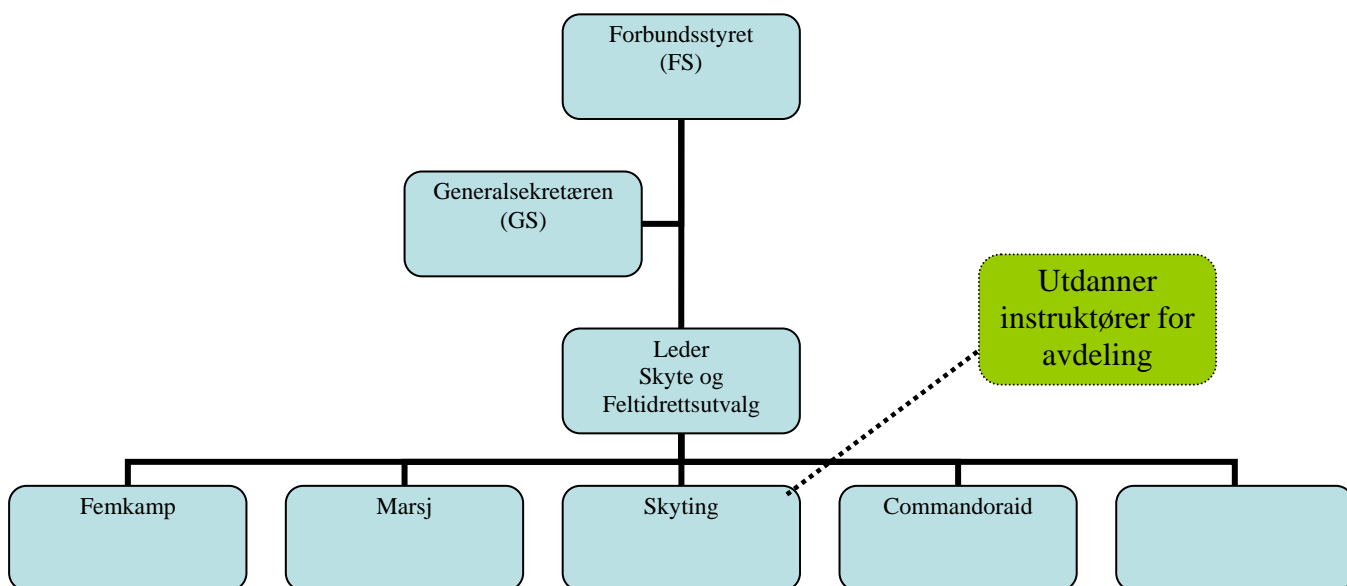 Forbundsstyret
(FS)
Generalsekretæren
(GS)
Utdanner
instruktører for
avdeling
Leder
Skyte og
Feltidrettsutvalg
Femkamp
Marsj
Skyting
Commandoraid